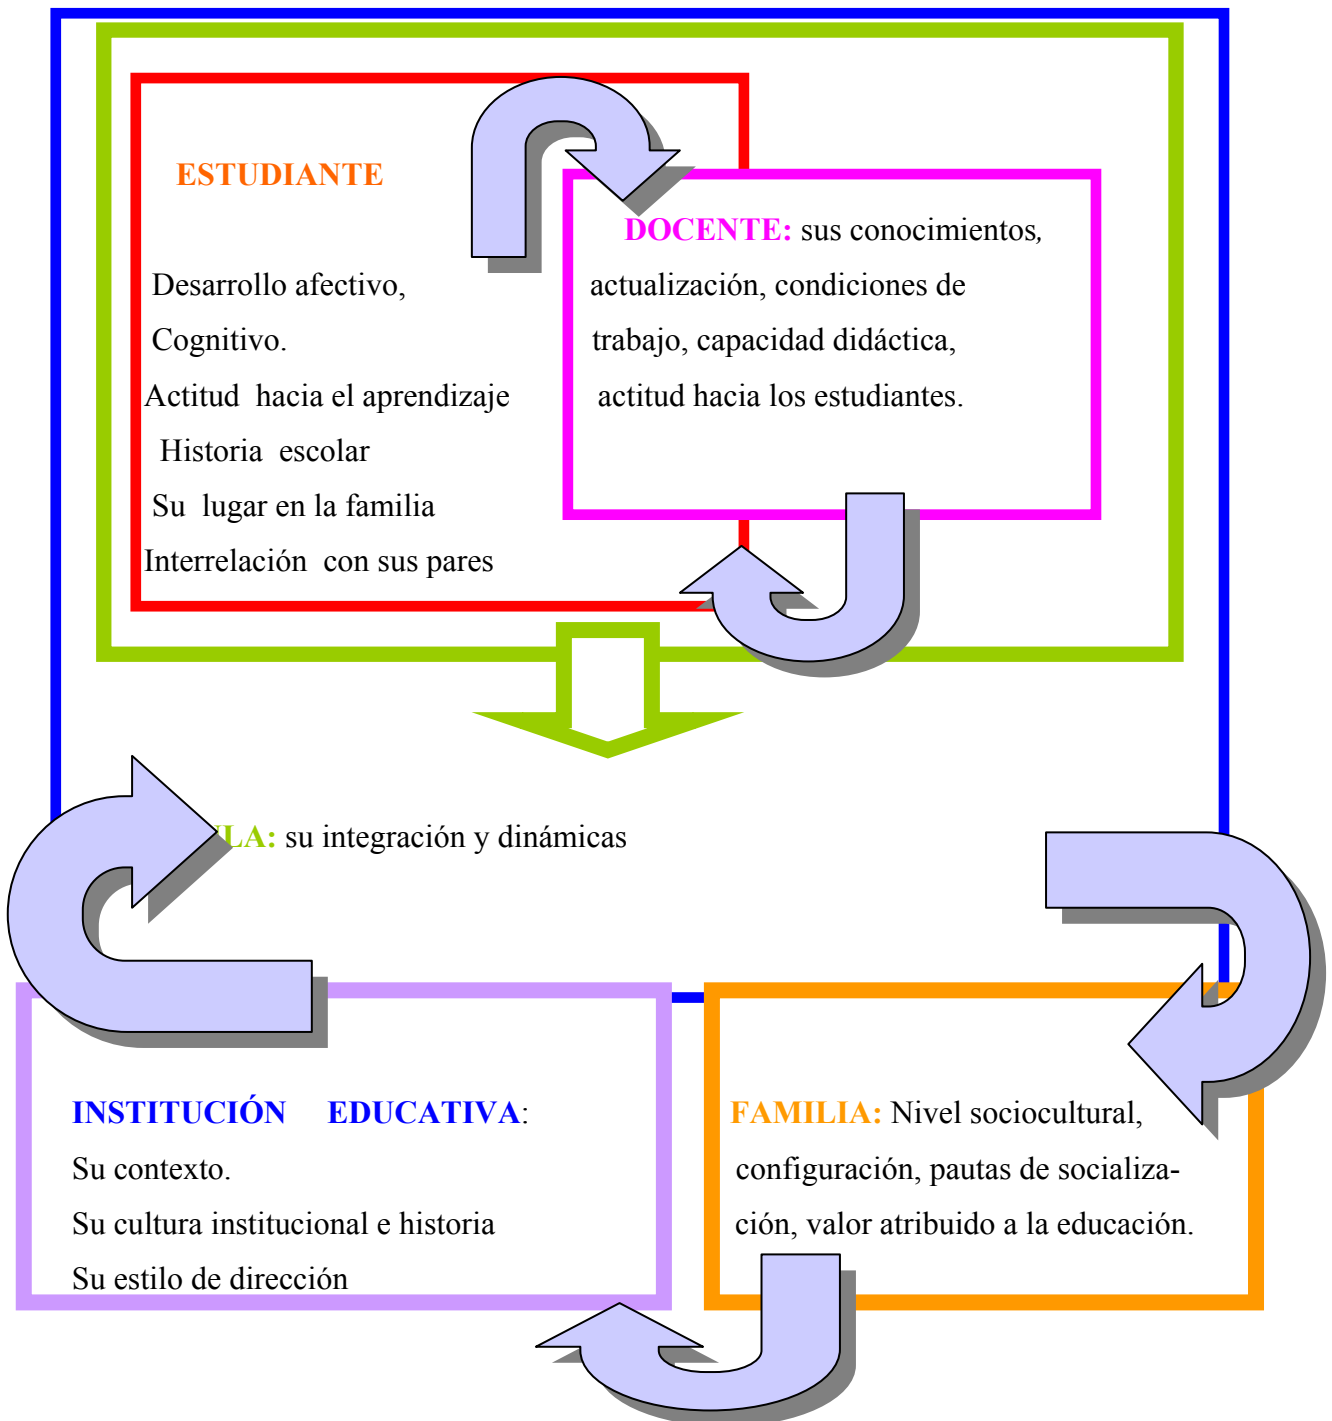 ESTUDIANTE
Desarrollo afectivo,
Cognitivo.
Actitud hacia el aprendizaje
Historia escolar
Su lugar en la familia
Interrelación con sus pares
DOCENTE: sus conocimientos,
actualización, condiciones de
trabajo, capacidad didáctica,
actitud hacia los estudiantes.
su integración y dinámicas
INSTITUCIÓN EDUCATIVA:
Su contexto.
Su cultura institucional e historia
Su estilo de dirección
FAMILIA: Nivel sociocultural,
configuración, pautas de socializa-
ción, valor atribuido a la educación.